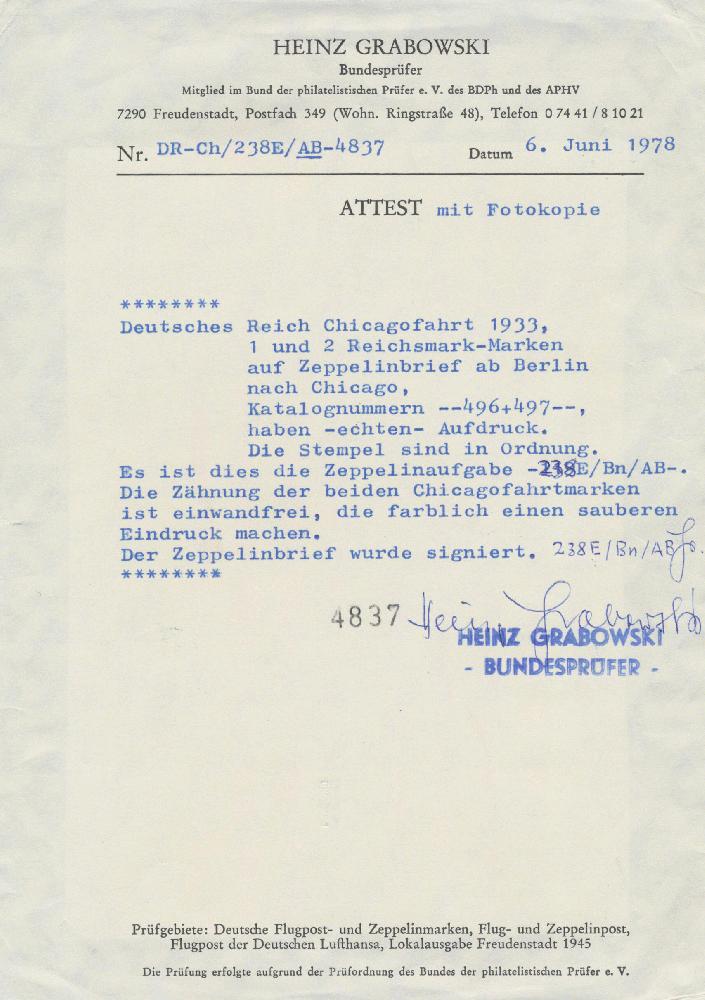 HEINZ GRABOWSKI
Bundesprüfer
Mitglied im Bund der philatelistischen Prüfer e. V. des BDPh und des APHV
7290 Freudenstadt, Postfach 349 (Wohn. Ringstraße 48), Telefon 0 74 41 / 8 10 21
Nr. DR-Ch/238E/AB-4837 Datum 6. Juni 1978
ATTEST mit Fotokopie
********
Deutsches Reich Chicagofahrt 1933,
1 und 2 Reichsmark-Marken
auf Zeppelinbrief ab Berlin
nach Chicago,
Katalognummern --496+497--,
haben -echten- Aufdruck.
Die Stempel sind in Ordnung.
Es ist dies die Zeppelinaufgabe -238E/Bn/AB-.
Die Zähnung der beiden Chicagofahrtmarken
ist einwandfrei, die farblich einen sauberen
Eindruck machen.
Der Zeppelinbrief wurde signiert. 238E/Bn/AB
********
4837 Heinz Grabowski
HEINZ GRABOWSKI
- BUNDESPRÜFER -
Prüfgebiete: Deutsche Flugpost- und Zeppelinmarken, Flug- und Zeppelinpost,
Flugpost der Deutschen Lufthansa, Lokalausgabe Freudenstadt 1945
Die Prüfung erfolgte aufgrund der Prüfordnung des Bundes der philatelistischen Prüfer e. V.